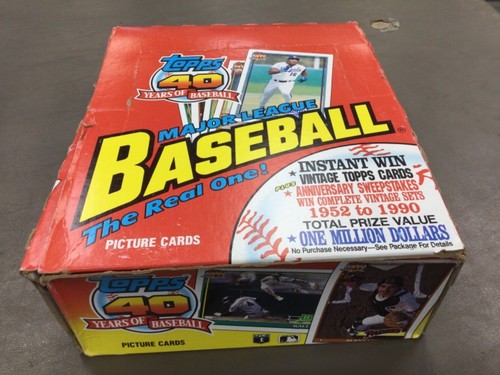 Topps
40
YEARS OF BASEBALL
MAJOR LEAGUE
BASEBALL
The Real One!
PICTURE CARDS
INSTANT WIN
VINTAGE TOPPS CARDS
PLUS
ANNIVERSARY SWEEPSTAKES
WIN COMPLETE VINTAGE SETS
1952 to 1990
TOTAL PRIZE VALUE
ONE MILLION DOLLARS
No Purchase Necessary—See Package For Details
Topps
40
YEARS OF BASEBALL
PICTURE CARDS